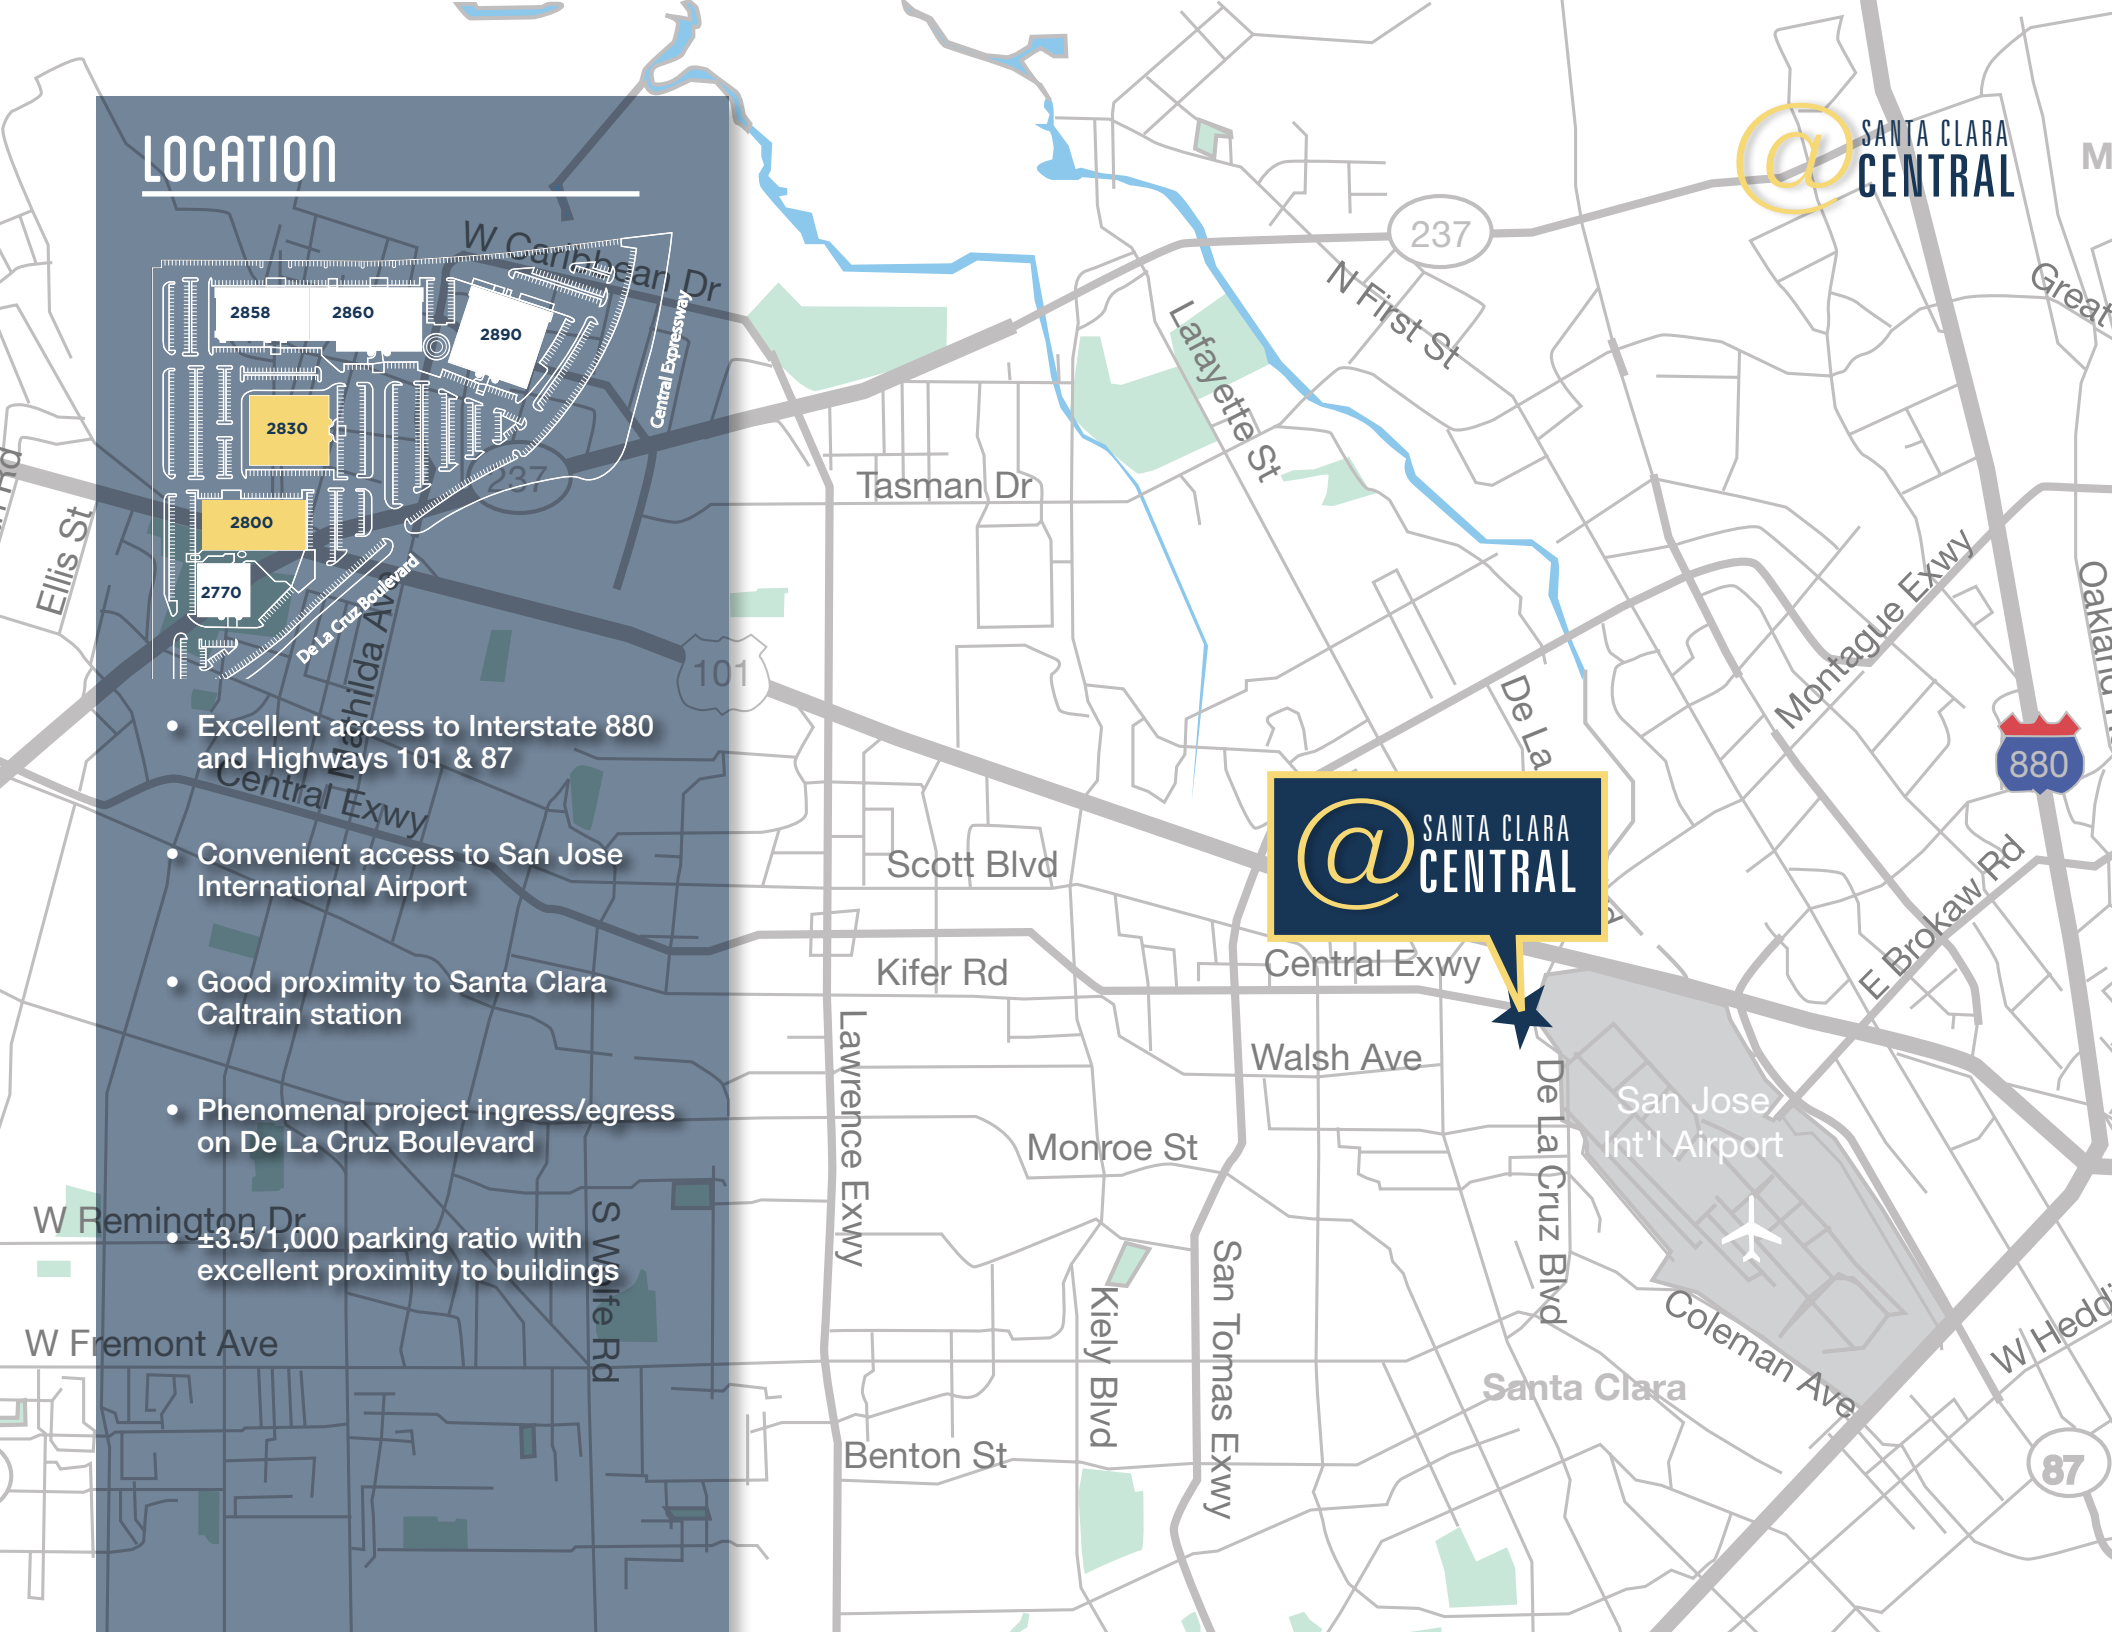 LOCATION
2858
2860
2890
2830
2800
2770
Central Expressway
De La Cruz Boulevard
• Excellent access to Interstate 880
and Highways 101 & 87
• Convenient access to San Jose
International Airport
• Good proximity to Santa Clara
Caltrain station
• Phenomenal project ingress/egress
on De La Cruz Boulevard
• ±3.5/1,000 parking ratio with
excellent proximity to buildings
@ SANTA CLARA
CENTRAL
W Caribbean Dr
237
Ellis St
Mathilda Ave
101
Central Exwy
W Remington Dr
S Wolfe Rd
W Fremont Ave
237
N First St
Lafayette St
Tasman Dr
Great
Montague Exwy
Oakland
De La
880
@ SANTA CLARA
CENTRAL
Scott Blvd
Kifer Rd
Central Exwy
E Brokaw Rd
Lawrence Exwy
Walsh Ave
De La Cruz Blvd
San Jose
Int'l Airport
Monroe St
San Tomas Exwy
Kiely Blvd
Coleman Ave
W Heddi
Santa Clara
Benton St
87
M